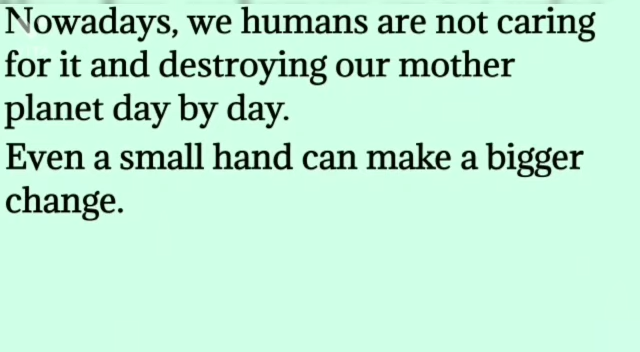 Nowadays, we humans are not caring
for it and destroying our mother
planet day by day.
Even a small hand can make a bigger
change.